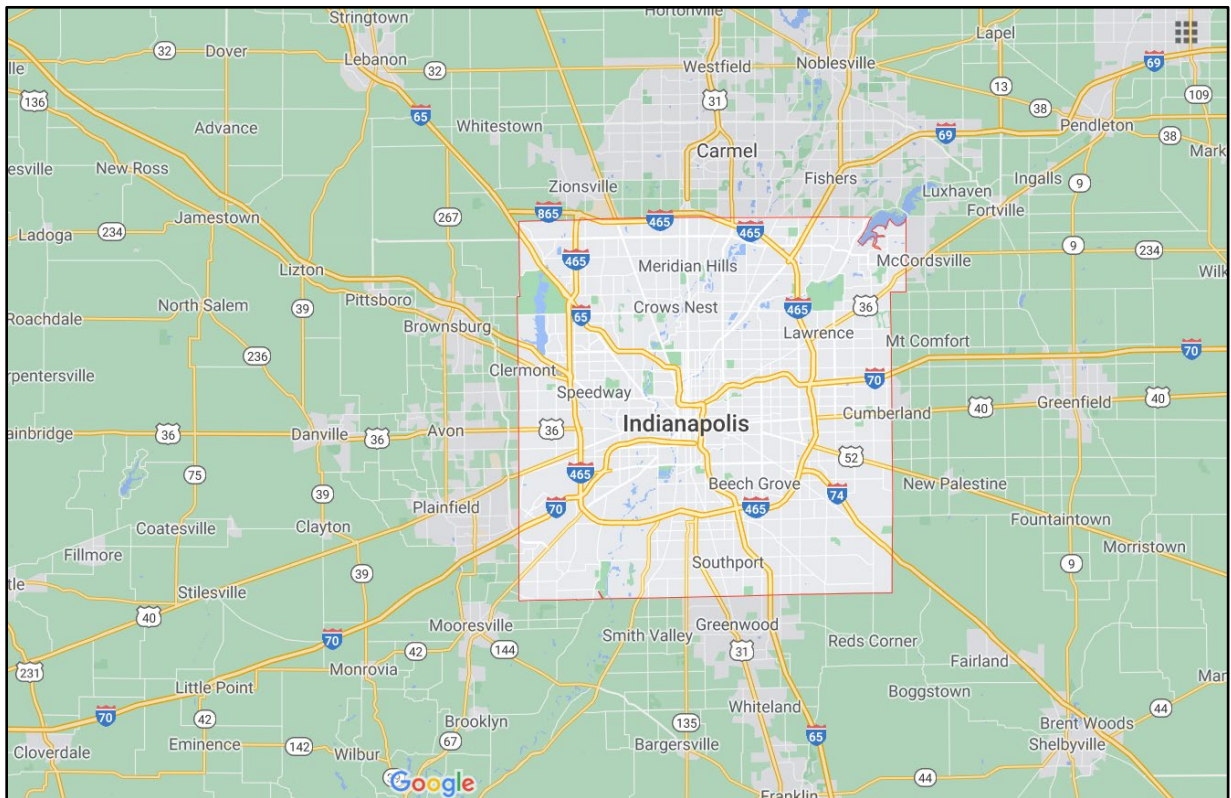 Stringtown
Hortonville
Lapel
32
Dover
Lebanon
32
Westfield
Noblesville
69
136
31
13
109
38
Advance
65
Whitestown
Pendleton
38
69
Carmel
New Ross
Fishers
Ingalls
9
Zionsville
Luxhaven
Fortville
Jamestown
267
865
465
465
Ladoga
234
McCordsville
9
234
Lizton
465
Meridian Hills
Pittsboro
North Salem
39
Crows Nest
465
36
Roachdale
65
Brownsburg
Lawrence
Mt Comfort
70
236
Clermont
70
Speedway
Cumberland
40
Greenfield
40
36
Danville
36
Avon
36
Indianapolis
52
75
465
Beech Grove
74
New Palestine
39
Plainfield
70
465
Coatesville
Clayton
Fountaintown
Fillmore
Morristown
39
Southport
9
Stilesville
40
Mooresville
Smith Valley
Greenwood
Reds Corner
70
42
144
31
Fairland
231
Monrovia
Little Point
Boggstown
70
42
Brooklyn
135
Whiteland
Brent Woods
44
67
65
Cloverdale
Eminence
142
Wilbur
Bargersville
Shelbyville
39
Google
Franklin
44